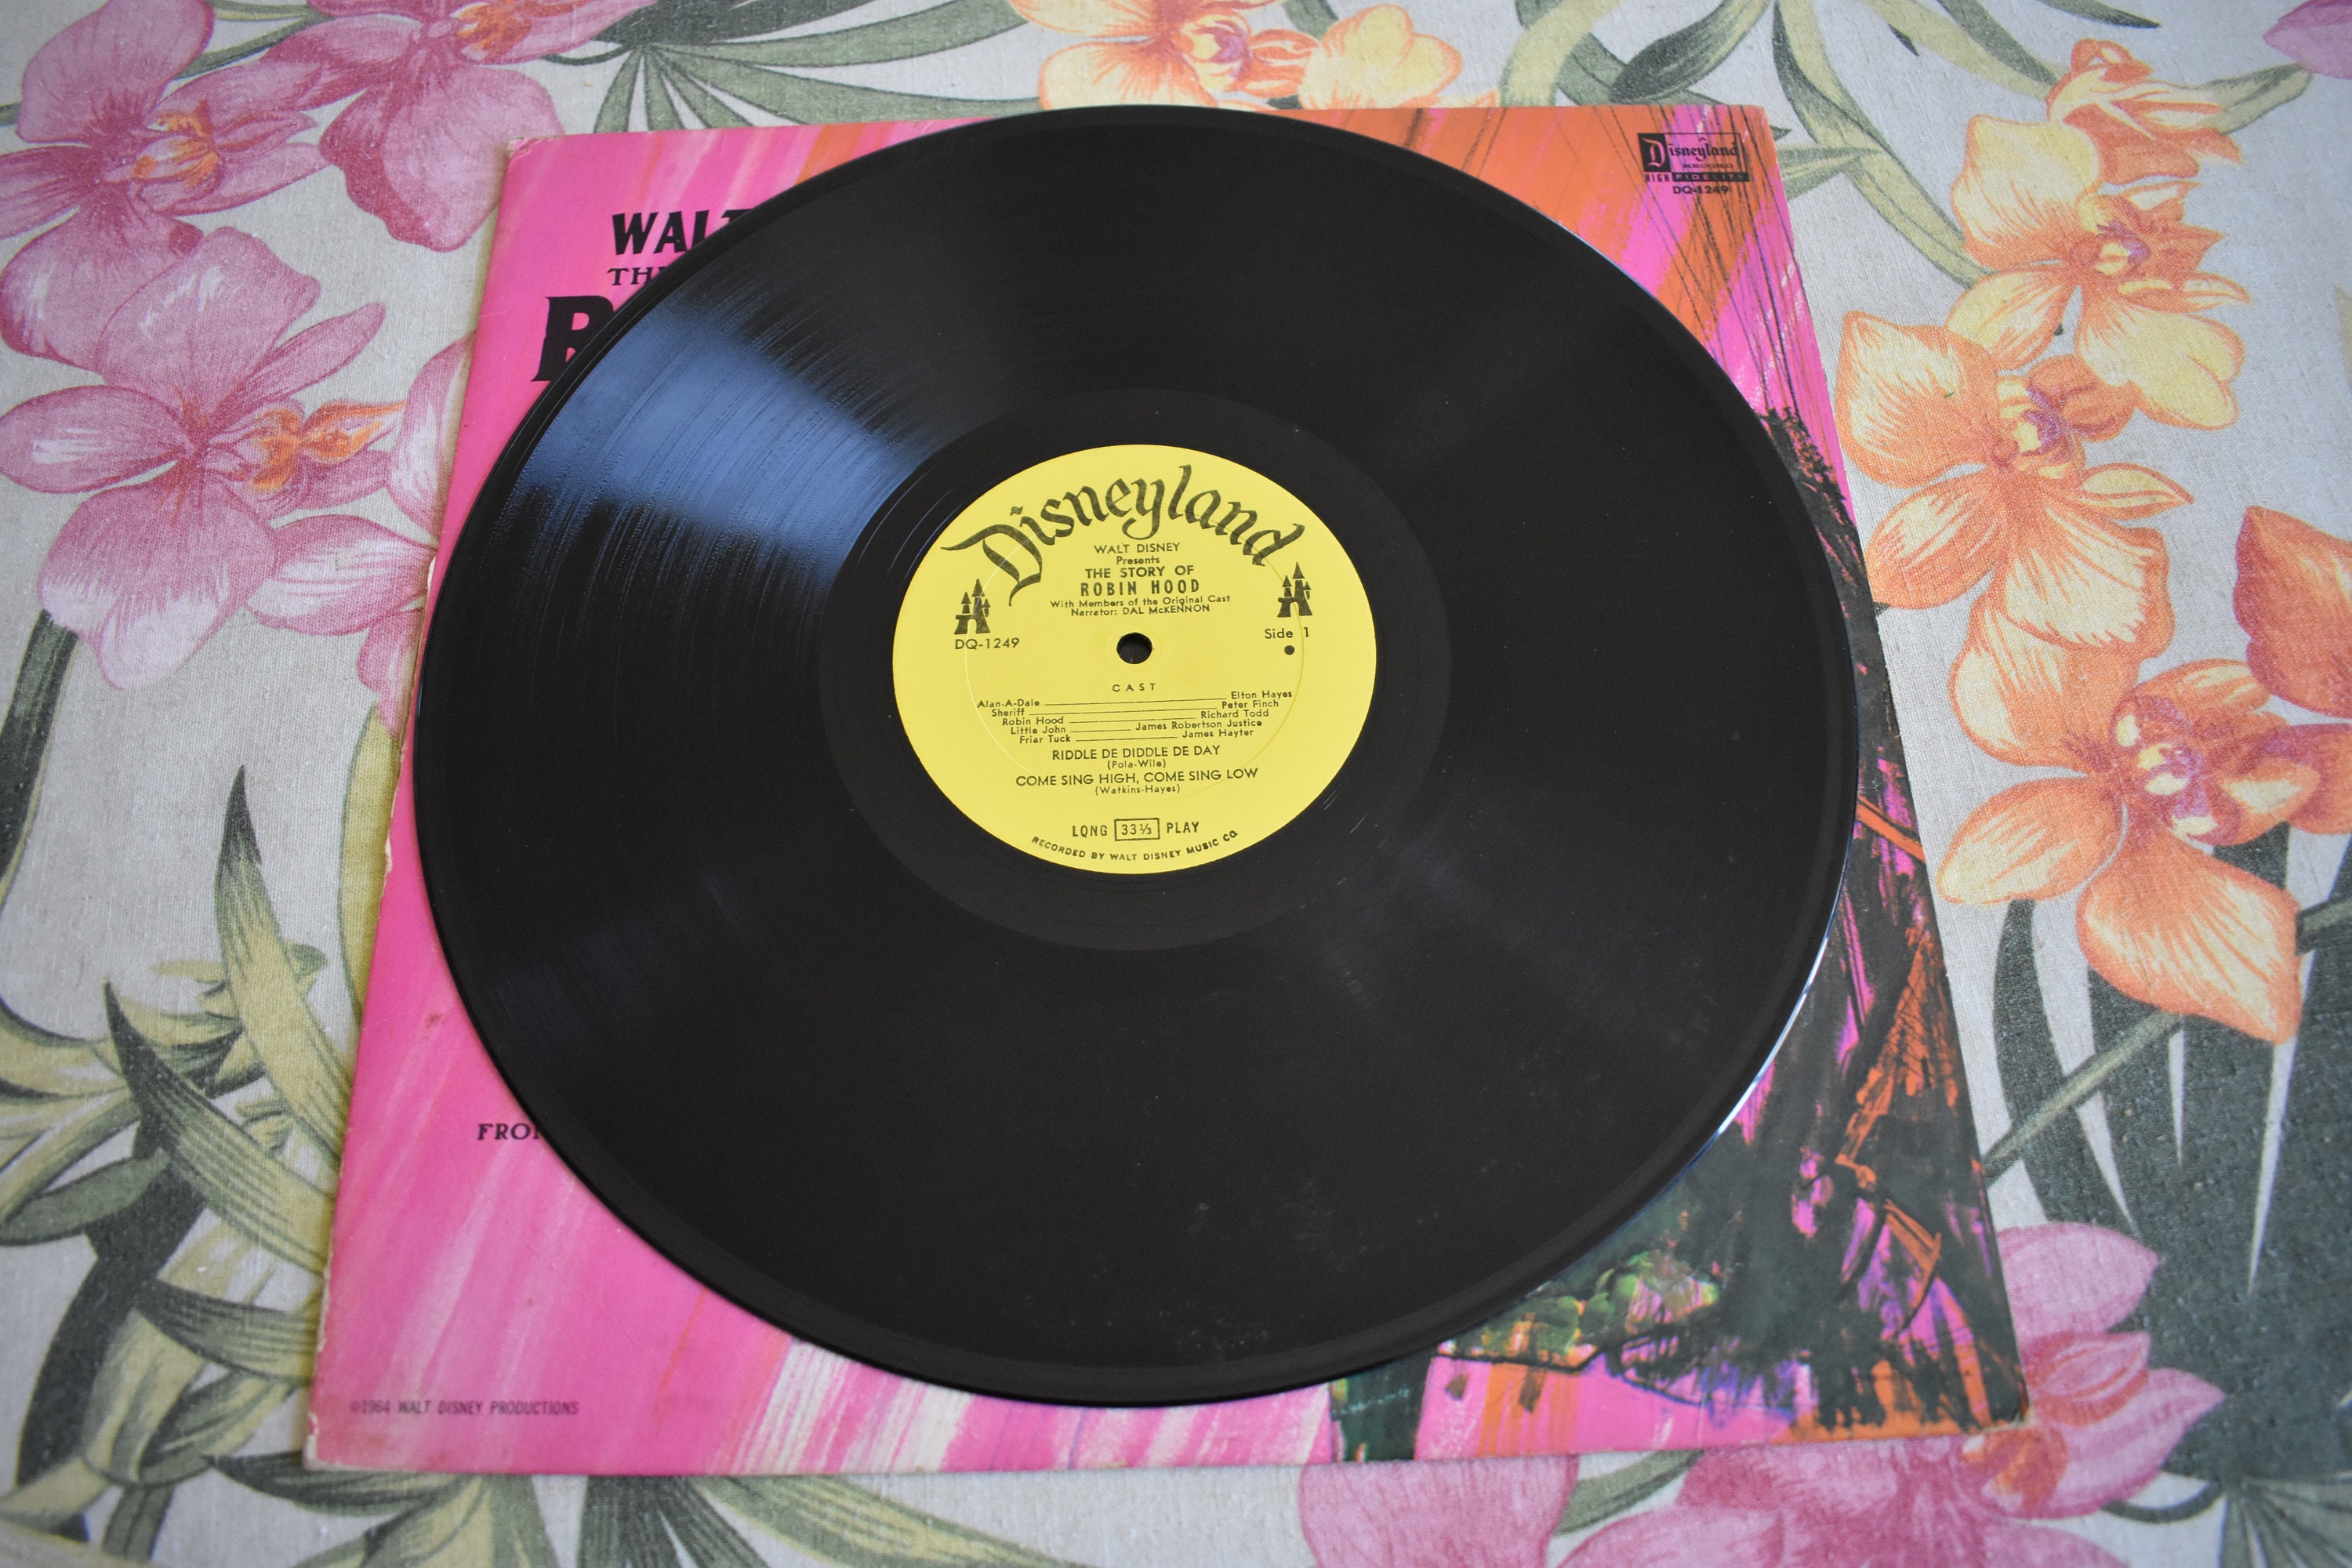 WALT
THE
Disneyland
RECORDS
HIGH FIDELITY
DQ-1249
Disneyland
WALT DISNEY
Presents
THE STORY OF
ROBIN HOOD
With Members of the Original Cast
Narrator: DAL McKENNON
DQ-1249
Side 1
CAST
Alan-A-Dale Elton Hayes
Sheriff Peter Finch
Robin Hood Richard Todd
Little John James Robertson Justice
Friar Tuck James Hayter
RIDDLE DE DIDDLE DE DAY
(Pola-Wile)
COME SING HIGH, COME SING LOW
(Watkins-Hayes)
LONG 33⅓ PLAY
RECORDED BY WALT DISNEY MUSIC CO.
FROM
©1964 WALT DISNEY PRODUCTIONS